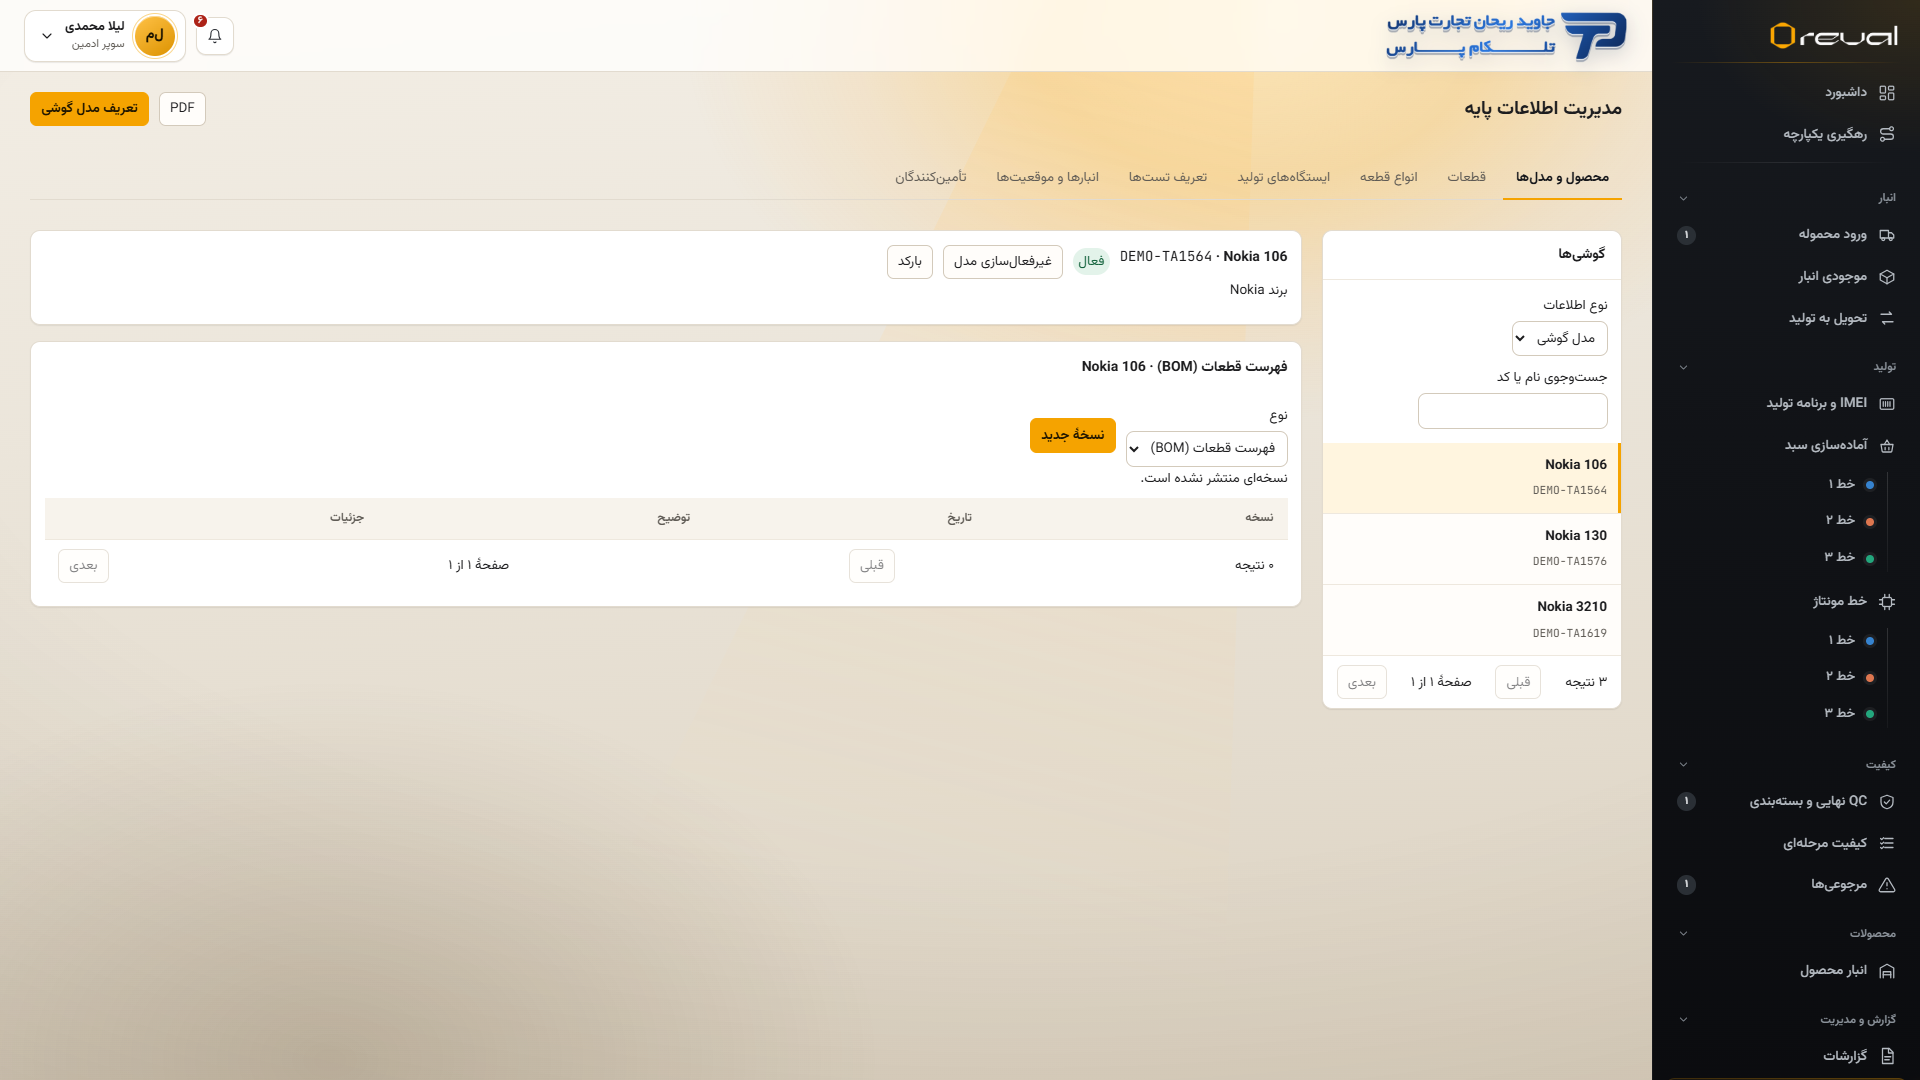 reval
داشبورد
رهگیری یکپارچه
انبار
ورود محموله
۱
موجودی انبار
تحویل به تولید
تولید
IMEI و برنامه تولید
آماده‌سازی سبد
خط ۱
خط ۲
خط ۳
خط مونتاژ
خط ۱
خط ۲
خط ۳
کیفیت
QC نهایی و بسته‌بندی
۱
کیفیت مرحله‌ای
مرجوعی‌ها
۱
محصولات
انبار محصول
گزارش و مدیریت
گزارشات
جاوید ریحان تجارت پارس
تلکام پارس
۶
ل‌م
لیلا محمدی
سوپر ادمین
مدیریت اطلاعات پایه
PDF
تعریف مدل گوشی
محصول و مدل‌ها
قطعات
انواع قطعه
ایستگاه‌های تولید
تعریف تست‌ها
انبارها و موقعیت‌ها
تأمین‌کنندگان
گوشی‌ها
نوع اطلاعات
مدل گوشی
جست‌وجوی نام یا کد
Nokia 106
DEMO-TA1564
Nokia 130
DEMO-TA1576
Nokia 3210
DEMO-TA1619
۳ نتیجه
قبلی
صفحهٔ ۱ از ۱
بعدی
Nokia 106 · DEMO-TA1564
فعال
غیرفعال‌سازی مدل
بارکد
برند Nokia
فهرست قطعات (BOM) · Nokia 106
نوع
فهرست قطعات (BOM)
نسخهٔ جدید
نسخه‌ای منتشر نشده است.
نسخه تاریخ توضیح جزئیات
۰ نتیجه
قبلی
صفحهٔ ۱ از ۱
بعدی